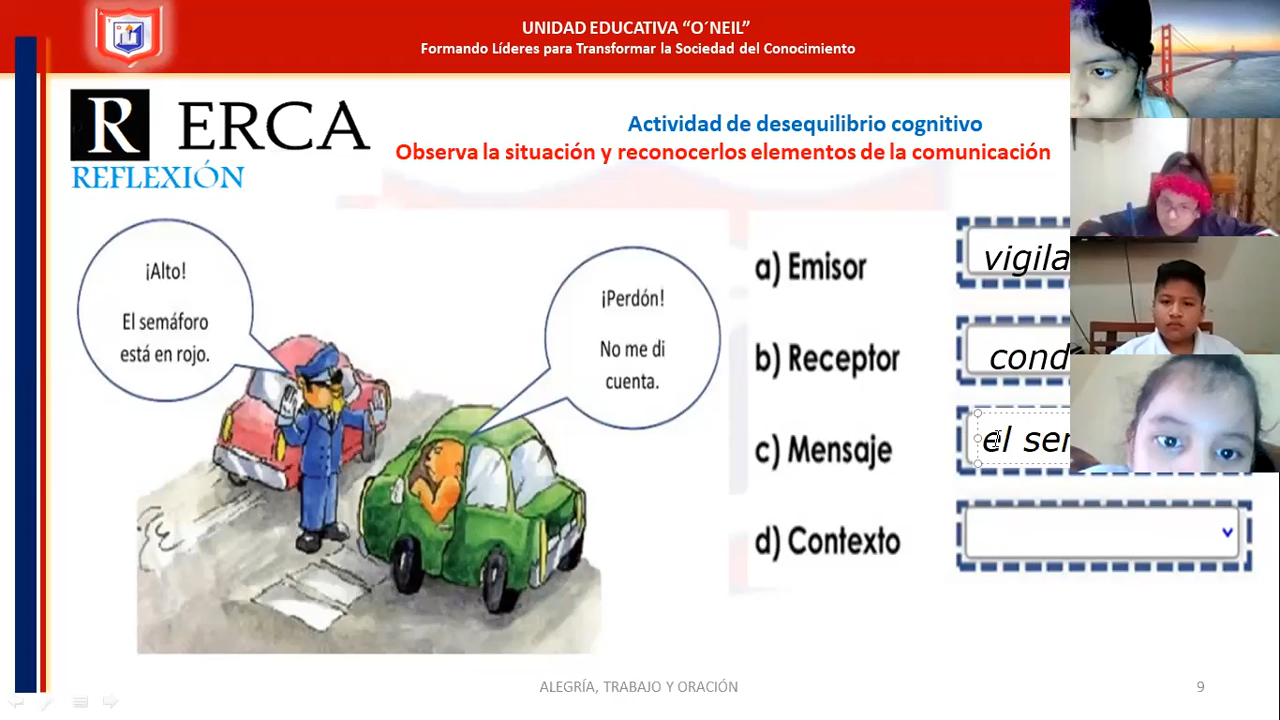 UNIDAD EDUCATIVA “O´NEIL”
Formando Líderes para Transformar la Sociedad del Conocimiento
R ERCA
REFLEXIÓN
Actividad de desequilibrio cognitivo
Observa la situación y reconocerlos elementos de la comunicación
¡Alto!
El semáforo
está en rojo.
¡Perdón!
No me di
cuenta.
a) Emisor
vigila
b) Receptor
cond
c) Mensaje
el sem
d) Contexto
ALEGRÍA, TRABAJO Y ORACIÓN
9